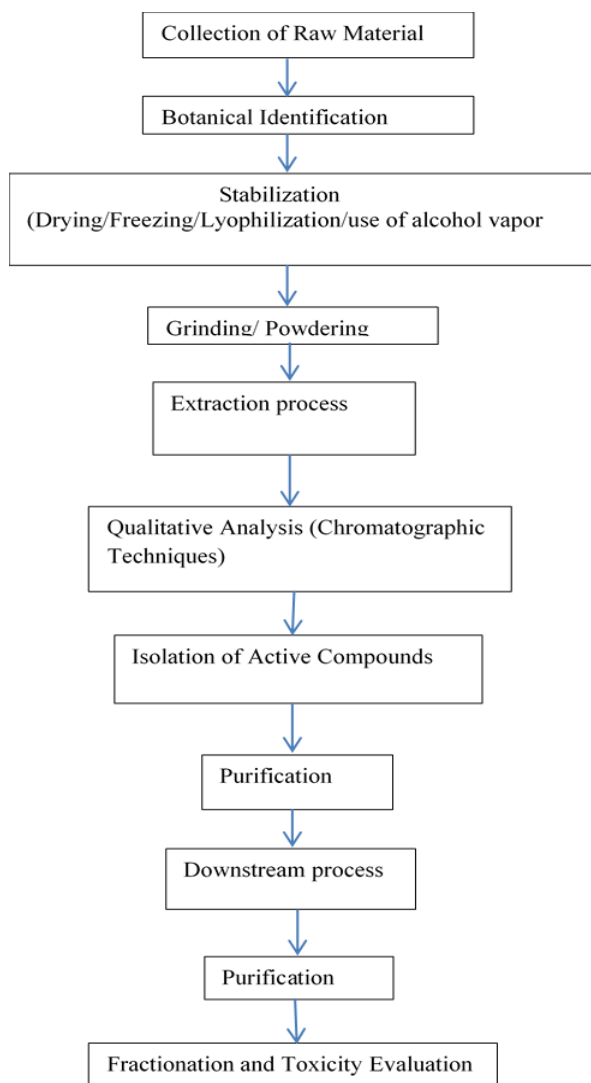 Collection of Raw Material
Botanical Identification
Stabilization
(Drying/Freezing/Lyophilization/use of alcohol vapor
Grinding/ Powdering
Extraction process
Qualitative Analysis (Chromatographic
Techniques)
Isolation of Active Compounds
Purification
Downstream process
Purification
Fractionation and Toxicity Evaluation